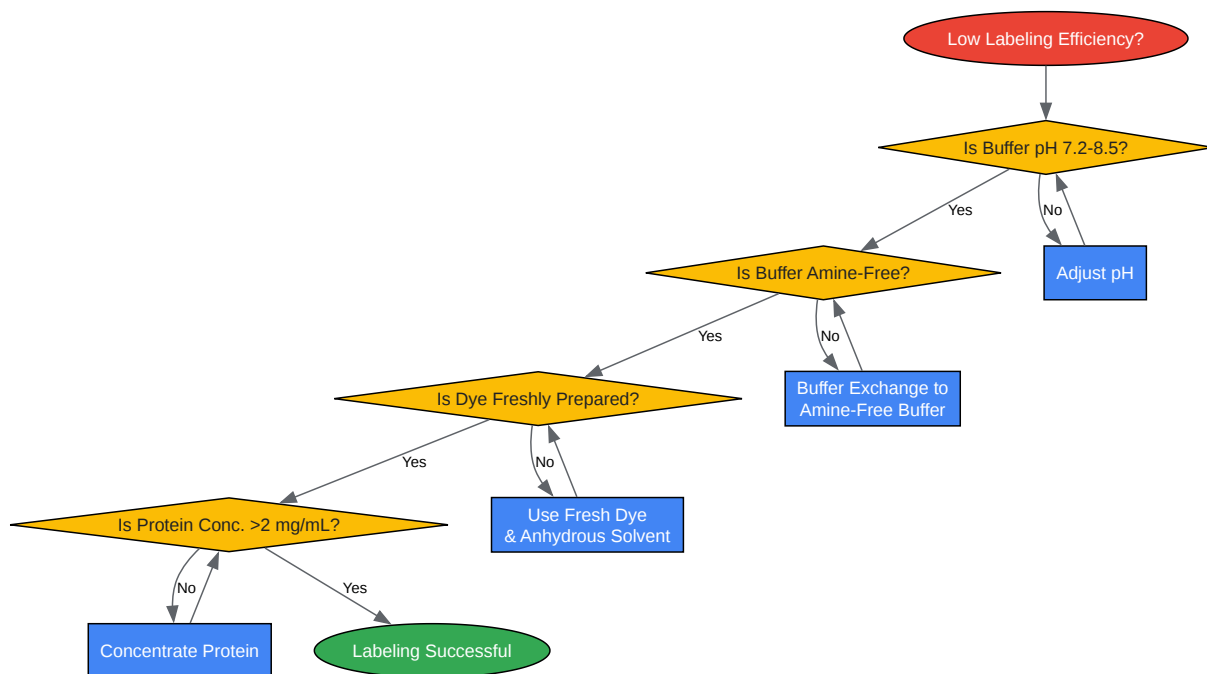 Low Labeling Efficiency?
Is Buffer pH 7.2-8.5?
Yes
No
Is Buffer Amine-Free?
Adjust pH
Yes
No
Is Dye Freshly Prepared?
Buffer Exchange to
Amine-Free Buffer
Yes
No
Is Protein Conc. >2 mg/mL?
Use Fresh Dye
& Anhydrous Solvent
No
Yes
Concentrate Protein
Labeling Successful